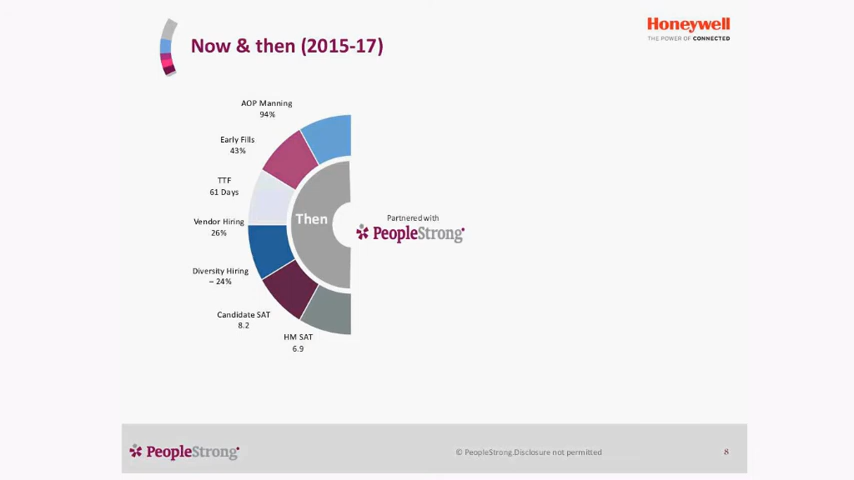 Now & then (2015-17)
Honeywell
THE POWER OF CONNECTED
AOP Manning
94%
Early Fills
43%
TTF
61 Days
Vendor Hiring
26%
Diversity Hiring
– 24%
Candidate SAT
8.2
HM SAT
6.9
Then
Partnered with
PeopleStrong
PeopleStrong
© PeopleStrong.Disclosure not permitted
8